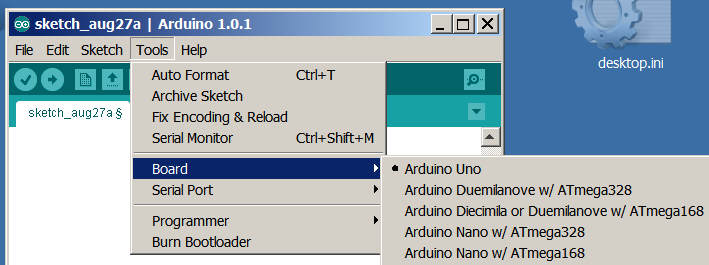 sketch_aug27a | Arduino 1.0.1
desktop.ini
File Edit Sketch Tools Help
sketch_aug27a §
Auto Format Ctrl+T
Archive Sketch
Fix Encoding & Reload
Serial Monitor Ctrl+Shift+M
Board
Serial Port
Programmer
Burn Bootloader
Arduino Uno
Arduino Duemilanove w/ ATmega328
Arduino Diecimila or Duemilanove w/ ATmega168
Arduino Nano w/ ATmega328
Arduino Nano w/ ATmega168